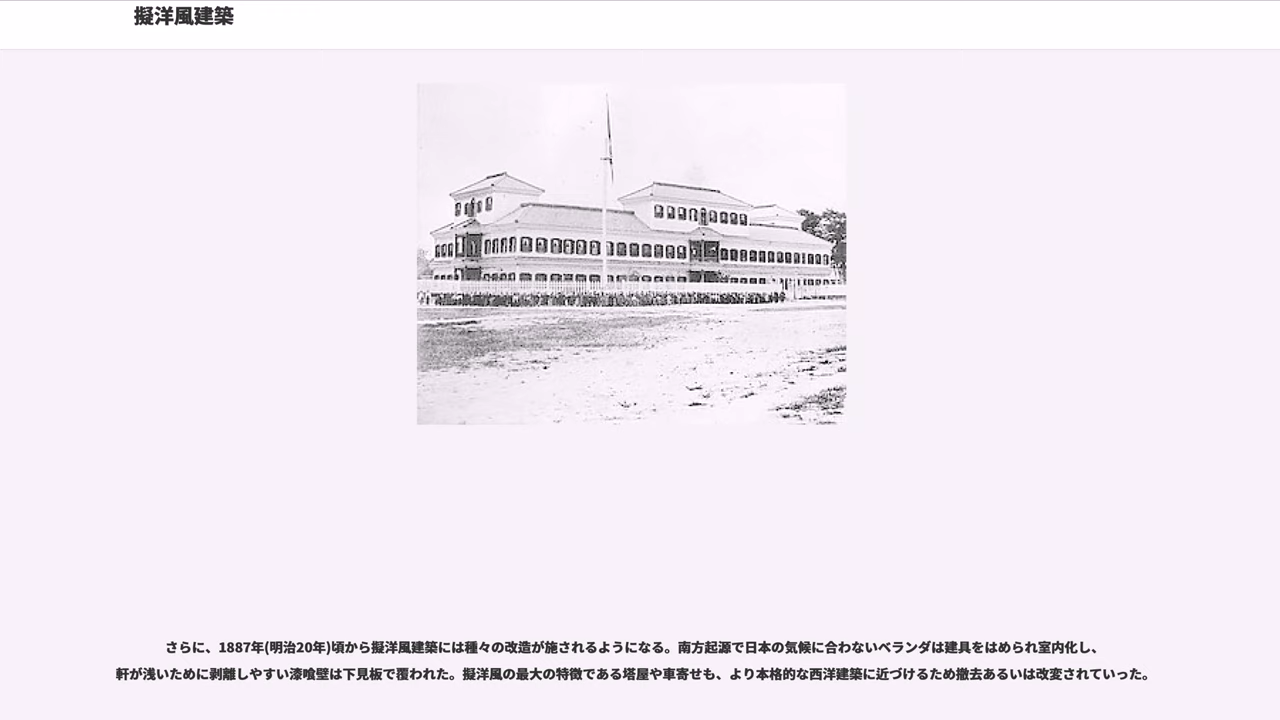 擬洋風建築
さらに、1887年(明治20年)頃から擬洋風建築には種々の改造が施されるようになる。南方起源で日本の気候に合わないベランダは建具をはめられ室内化し、
軒が浅いために剥離しやすい漆喰壁は下見板で覆われた。擬洋風の最大の特徴である塔屋や車寄せも、より本格的な西洋建築に近づけるため撤去あるいは改変されていった。